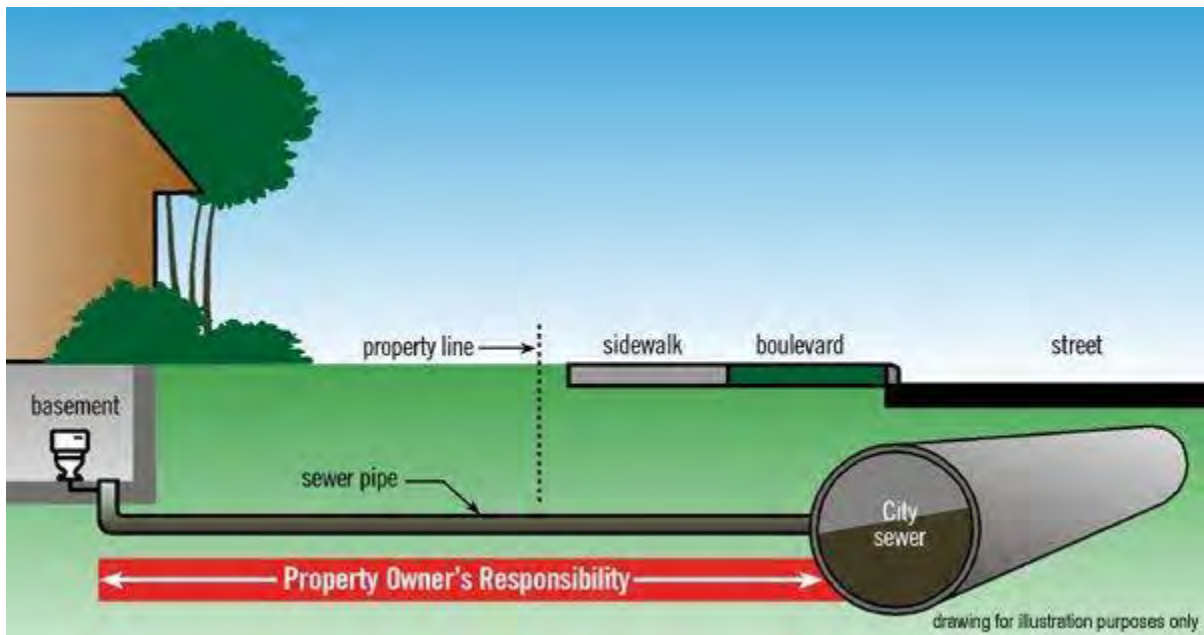 property line
sidewalk
boulevard
street
basement
sewer pipe
City
sewer
Property Owner's Responsibility
drawing for illustration purposes only